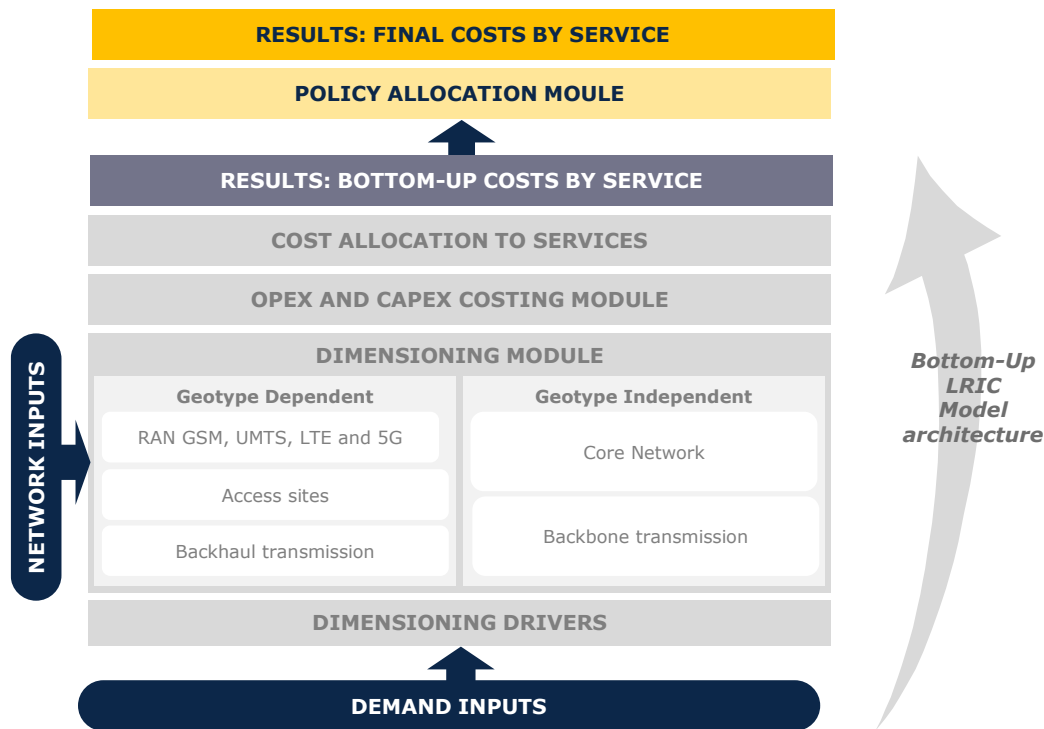 RESULTS: FINAL COSTS BY SERVICE
POLICY ALLOCATION MOULE
RESULTS: BOTTOM-UP COSTS BY SERVICE
COST ALLOCATION TO SERVICES
OPEX AND CAPEX COSTING MODULE
DIMENSIONING MODULE
Geotype Dependent
RAN GSM, UMTS, LTE and 5G
Access sites
Backhaul transmission
Geotype Independent
Core Network
Backbone transmission
DIMENSIONING DRIVERS
DEMAND INPUTS
NETWORK INPUTS
Bottom-Up
LRIC
Model
architecture